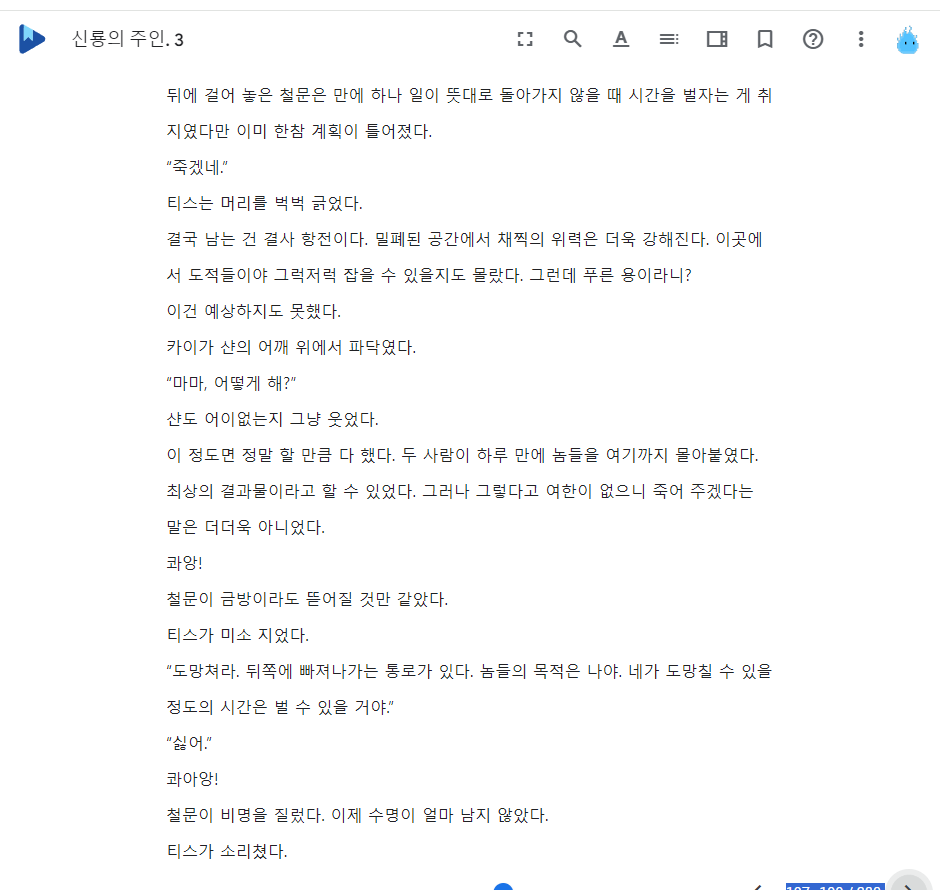 신룡의 주인. 3
뒤에 걸어 놓은 철문은 만에 하나 일이 뜻대로 돌아가지 않을 때 시간을 벌자는 게 취
지였다만 이미 한참 계획이 틀어졌다.
“죽겠네.”
티스는 머리를 벅벅 긁었다.
결국 남는 건 결사 항전이다. 밀폐된 공간에서 채찍의 위력은 더욱 강해진다. 이곳에
서 도적들이야 그럭저럭 잡을 수 있을지도 몰랐다. 그런데 푸른 용이라니?
이건 예상하지도 못했다.
카이가 샨의 어깨 위에서 파닥였다.
“마마, 어떻게 해?”
샨도 어이없는지 그냥 웃었다.
이 정도면 정말 할 만큼 다 했다. 두 사람이 하루 만에 놈들을 여기까지 몰아붙였다.
최상의 결과물이라고 할 수 있었다. 그러나 그렇다고 여한이 없으니 죽어 주겠다는
말은 더더욱 아니었다.
콰앙!
철문이 금방이라도 뜯어질 것만 같았다.
티스가 미소 지었다.
“도망쳐라. 뒤쪽에 빠져나가는 통로가 있다. 놈들의 목적은 나야. 네가 도망칠 수 있을
정도의 시간은 벌 수 있을 거야.”
“싫어.”
콰아앙!
철문이 비명을 질렀다. 이제 수명이 얼마 남지 않았다.
티스가 소리쳤다.